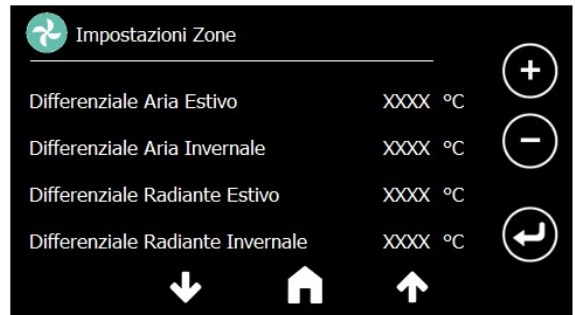 Impostazioni Zone
Differenziale Aria Estivo XXXX °C
Differenziale Aria Invernale XXXX °C
Differenziale Radiante Estivo XXXX °C
Differenziale Radiante Invernale XXXX °C